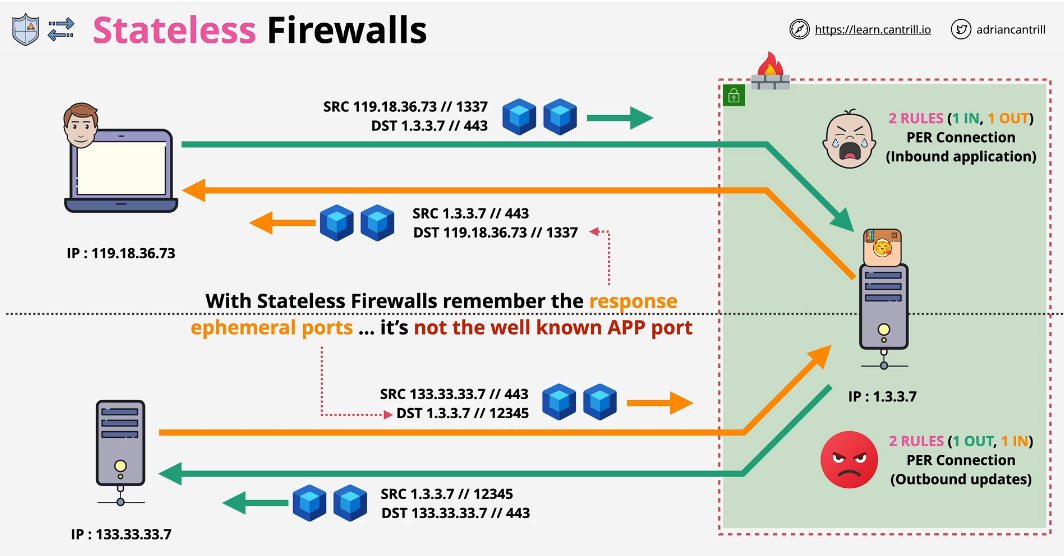 Stateless Firewalls
https://learn.cantrill.io
adriancantrill
SRC 119.18.36.73 // 1337
DST 1.3.3.7 // 443
2 RULES (1 IN, 1 OUT)
PER Connection
(Inbound application)
SRC 1.3.3.7 // 443
DST 119.18.36.73 // 1337
IP : 119.18.36.73
With Stateless Firewalls remember the response
ephemeral ports ... it's not the well known APP port
SRC 133.33.33.7 // 443
DST 1.3.3.7 // 12345
IP : 1.3.3.7
2 RULES (1 OUT, 1 IN)
PER Connection
(Outbound updates)
SRC 1.3.3.7 // 12345
DST 133.33.33.7 // 443
IP : 133.33.33.7